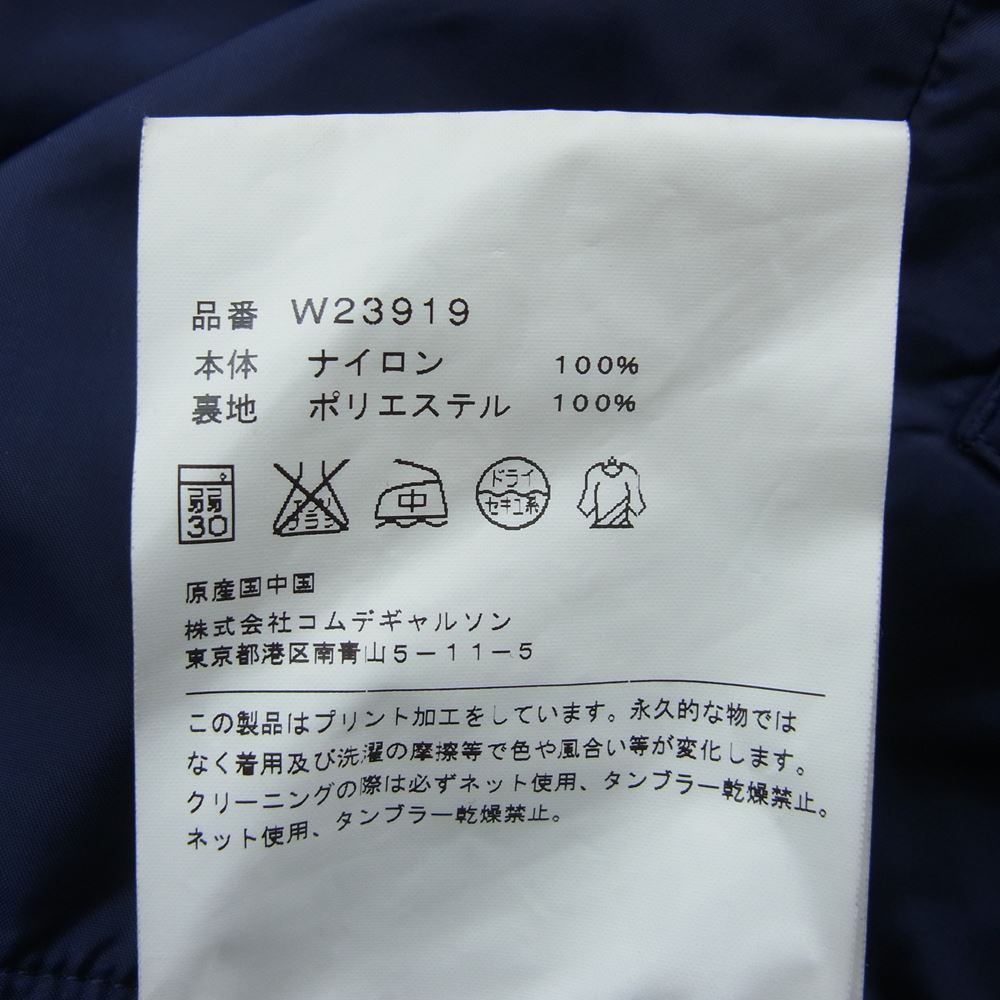 品番 W23919
本体 ナイロン 100%
裏地 ポリエステル 100%
弱
30
エンソ
サラシ
中
ドライ
セキユ系
原産国中国
株式会社コムデギャルソン
東京都港区南青山5-11-5
この製品はプリント加工をしています。永久的な物では
なく着用及び洗濯の摩擦等で色や風合い等が変化します。
クリーニングの際は必ずネット使用、タンブラー乾燥禁止。
ネット使用、タンブラー乾燥禁止。